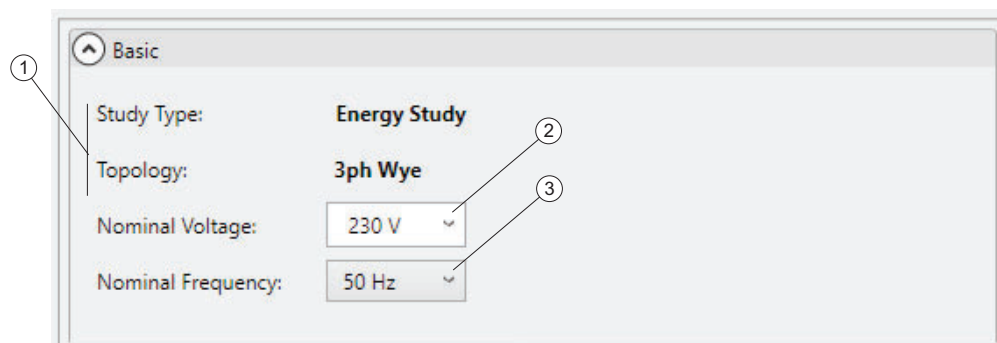 Basic
1
Study Type: Energy Study
2
Topology: 3ph Wye
3
Nominal Voltage: 230 V
Nominal Frequency: 50 Hz